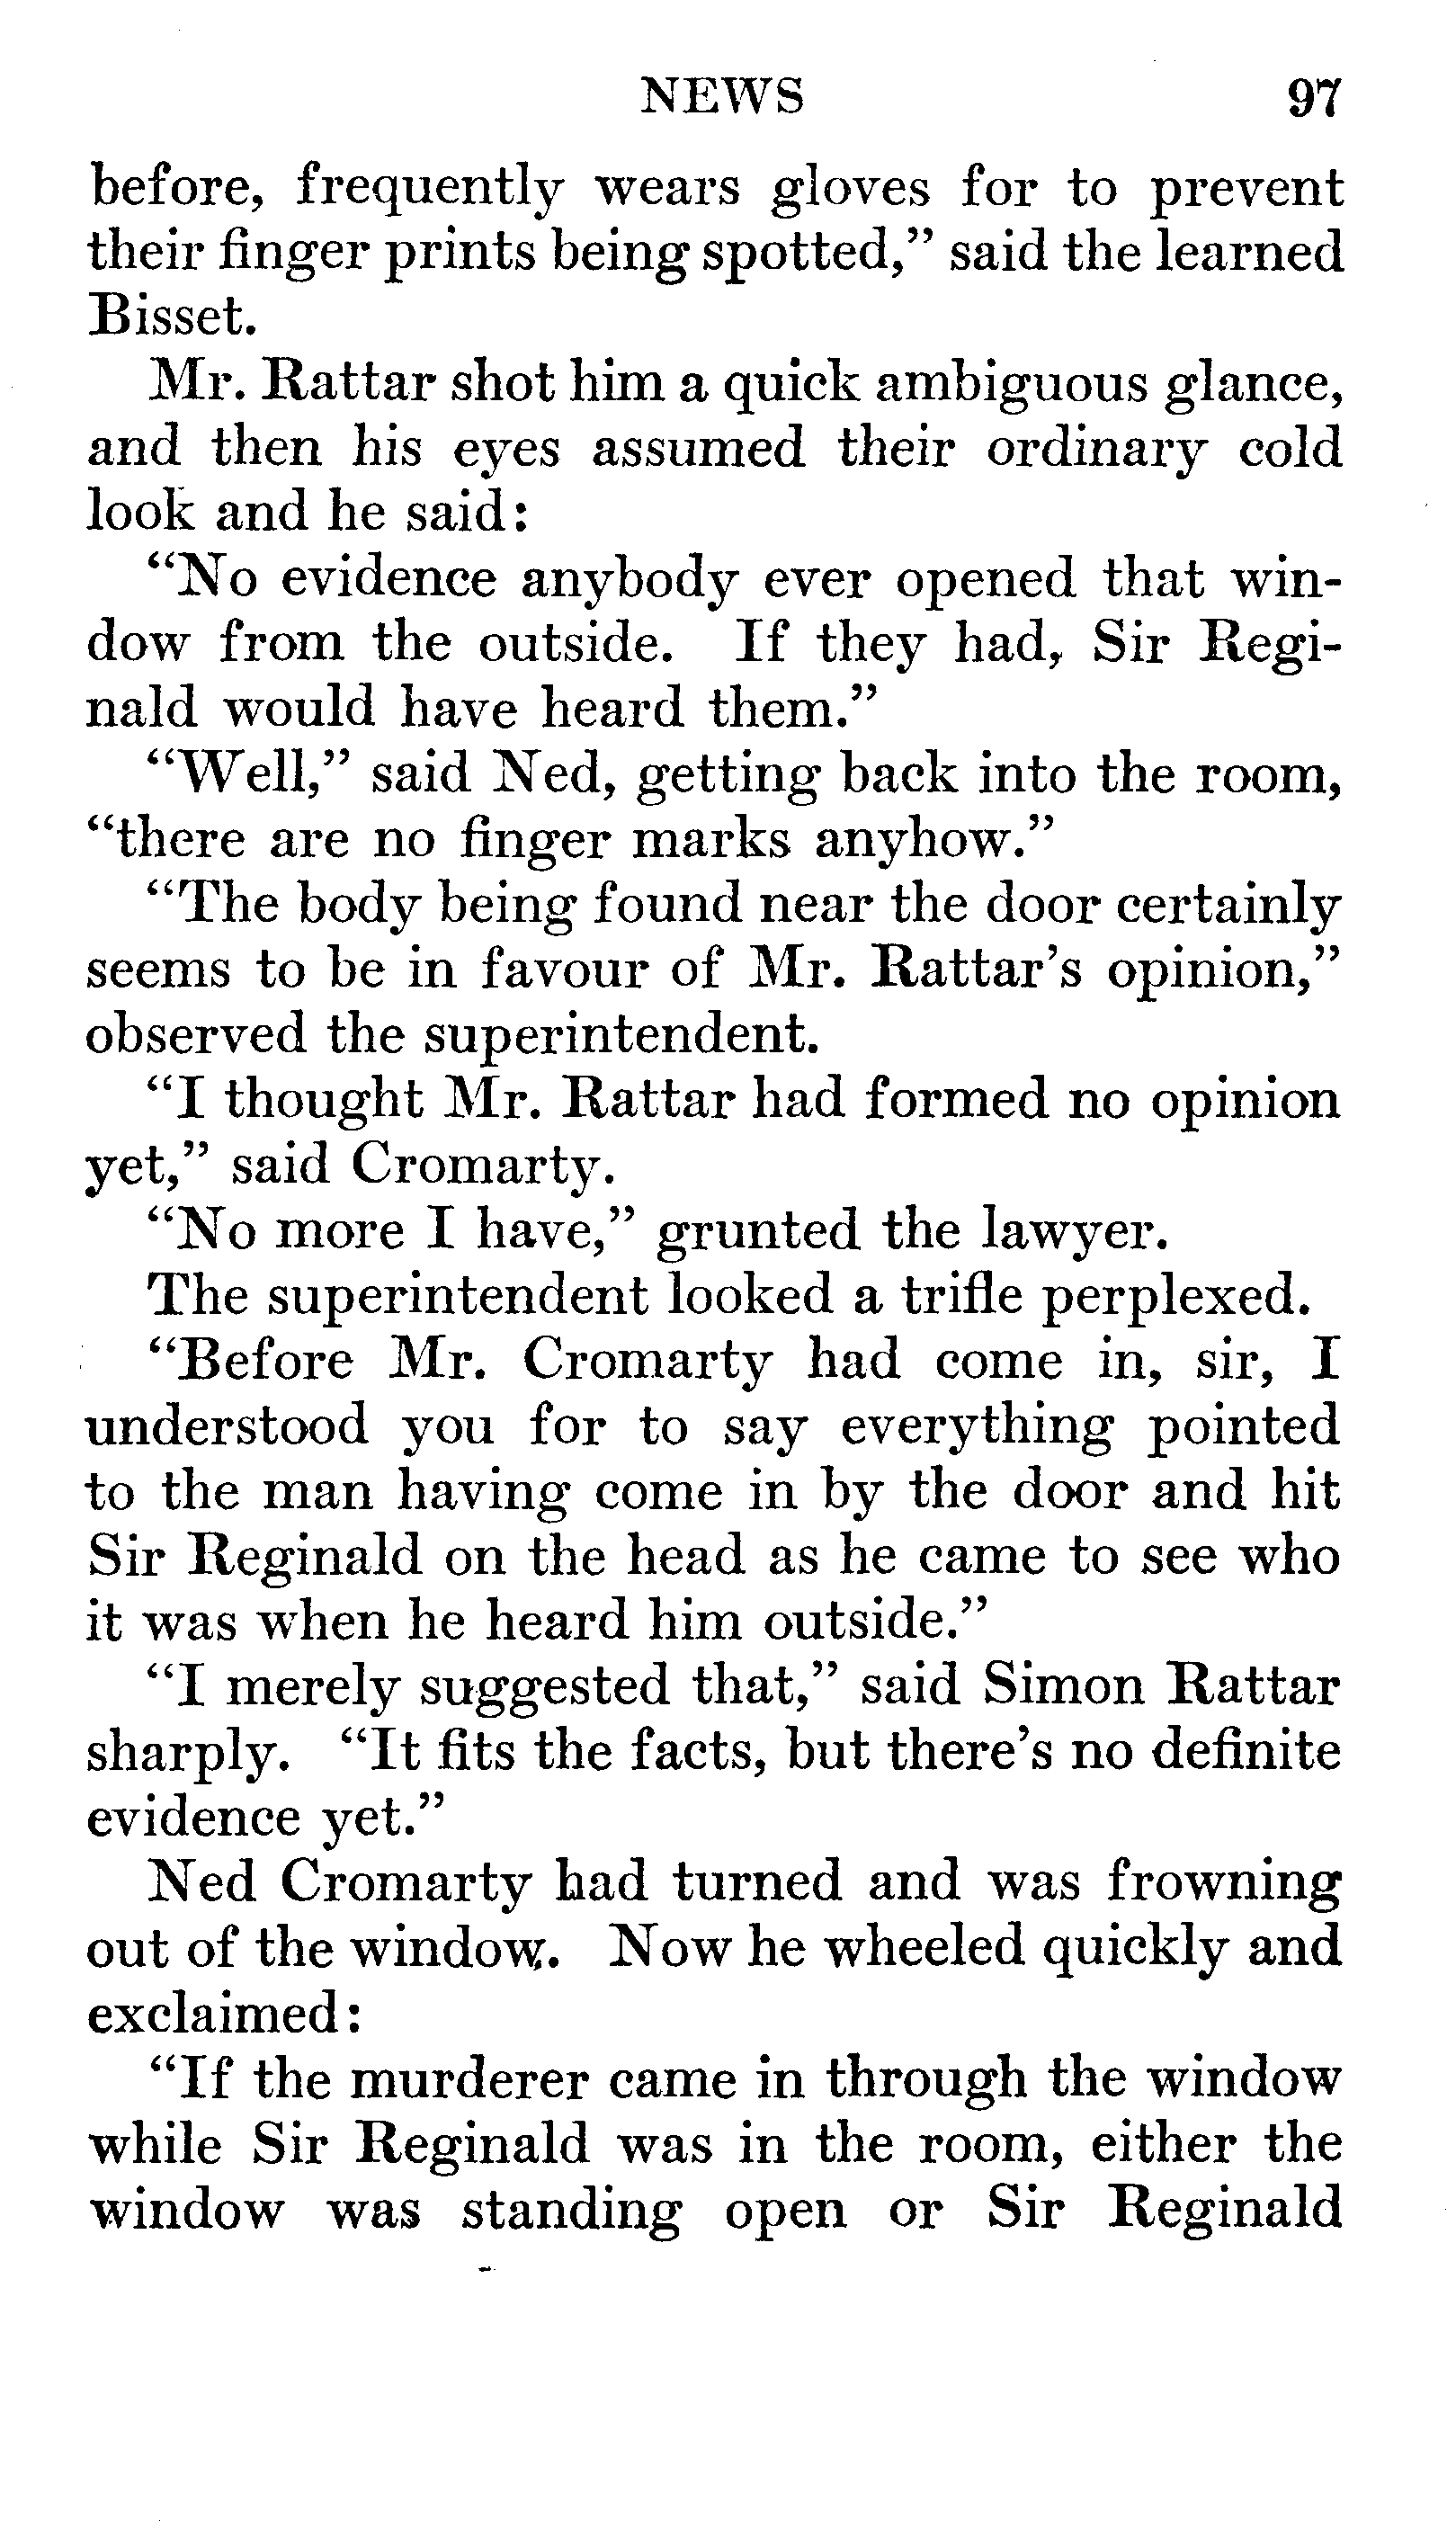 NEWS 97
before, frequently wears gloves for to prevent
their finger prints being spotted,” said the learned
Bisset.
Mr. Rattar shot him a quick ambiguous glance,
and then his eyes assumed their ordinary cold
look and he said:
“No evidence anybody ever opened that win-
dow from the outside. If they had, Sir Regi-
nald would have heard them.”
“Well,” said Ned, getting back into the room,
“there are no finger marks anyhow.”
“The body being found near the door certainly
seems to be in favour of Mr. Rattar’s opinion,”
observed the superintendent.
“I thought Mr. Rattar had formed no opinion
yet,” said Cromarty.
“No more I have,” grunted the lawyer.
The superintendent looked a trifle perplexed.
“Before Mr. Cromarty had come in, sir, I
understood you for to say everything pointed
to the man having come in by the door and hit
Sir Reginald on the head as he came to see who
it was when he heard him outside.”
“I merely suggested that,” said Simon Rattar
sharply. “It fits the facts, but there’s no definite
evidence yet.”
Ned Cromarty had turned and was frowning
out of the window. Now he wheeled quickly and
exclaimed:
“If the murderer came in through the window
while Sir Reginald was in the room, either the
window was standing open or Sir Reginald